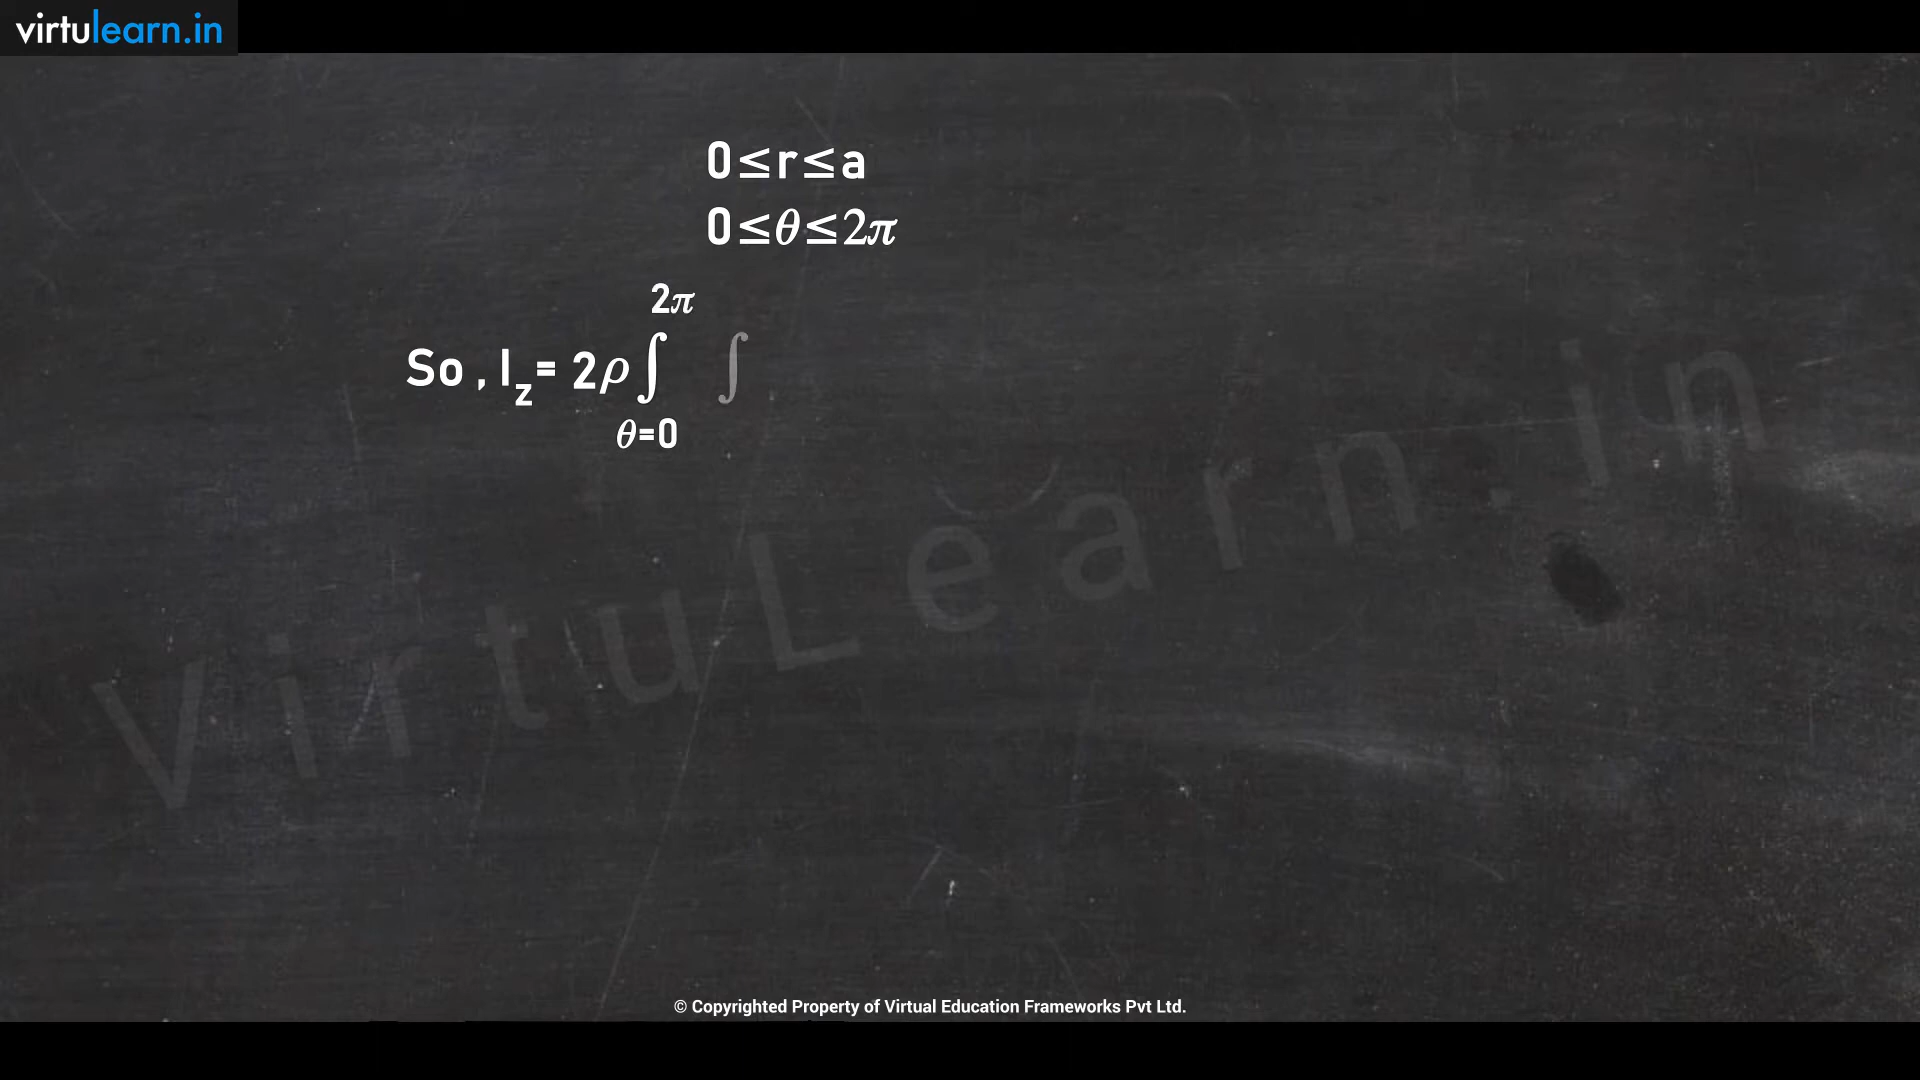 virtulearn.in
0≤r≤a
0≤θ≤2π
2π
So , I_z= 2ρ∫ ∫
θ=0
VirtuLearn.in
© Copyrighted Property of Virtual Education Frameworks Pvt Ltd.